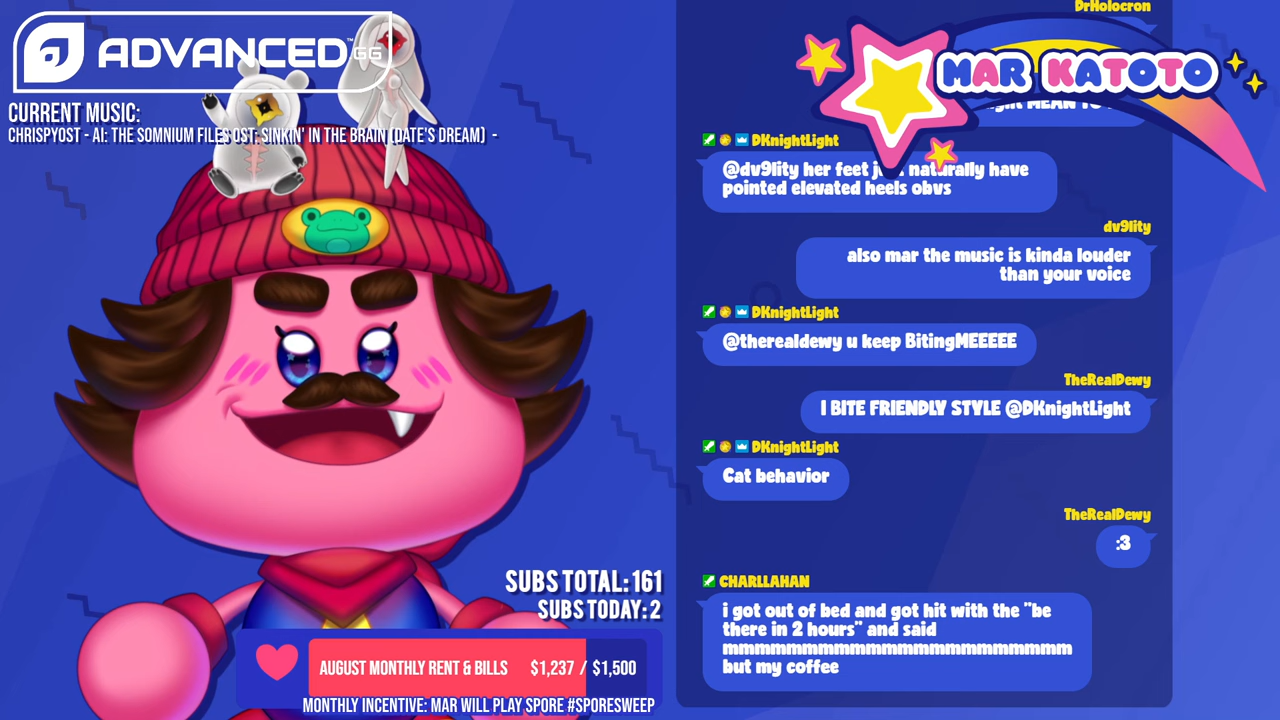 ADVANCED™GG
CURRENT MUSIC:
CHRISPYOST - AI: THE SOMNIUM FILES OST: SINKIN' IN THE BRAIN (DATE'S DREAM) -
SUBS TOTAL: 161
SUBS TODAY: 2
AUGUST MONTHLY RENT & BILLS $1,237 / $1,500
MONTHLY INCENTIVE: MAR WILL PLAY SPORE #SPORESWEEP
DrHolocron
MAR KATOTO
MEAN TO
DKnightLight
@dv9lity her feet naturally have
pointed elevated heels obvs
dv9lity
also mar the music is kinda louder
than your voice
DKnightLight
@therealdewy u keep BitingMEEEEE
TheRealDewy
I BITE FRIENDLY STYLE @DKnightLight
DKnightLight
Cat behavior
TheRealDewy
:3
CHARLLAHAN
i got out of bed and got hit with the "be
there in 2 hours" and said
mmmmmmmmmmmmmmmmmmmmmmmm
but my coffee